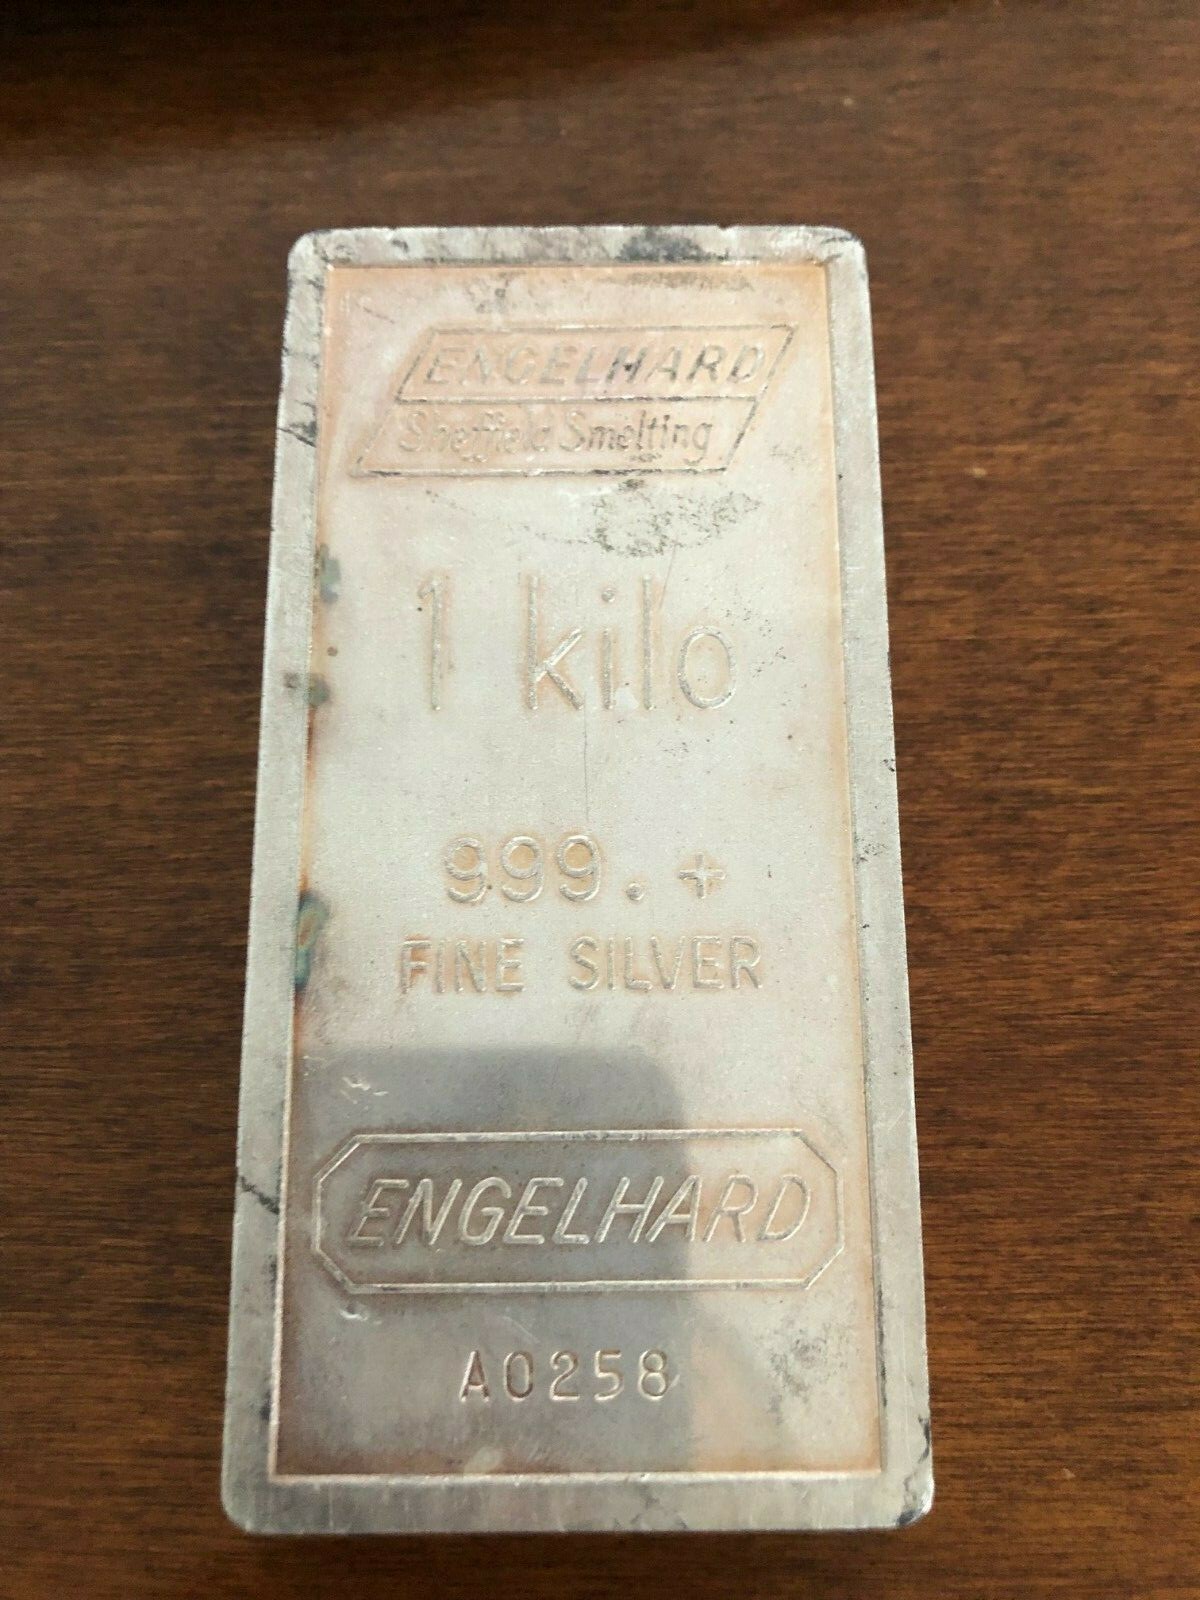 ENGELHARD
Sheffield Smelting
1 kilo
999.+
FINE SILVER
ENGELHARD
A0258